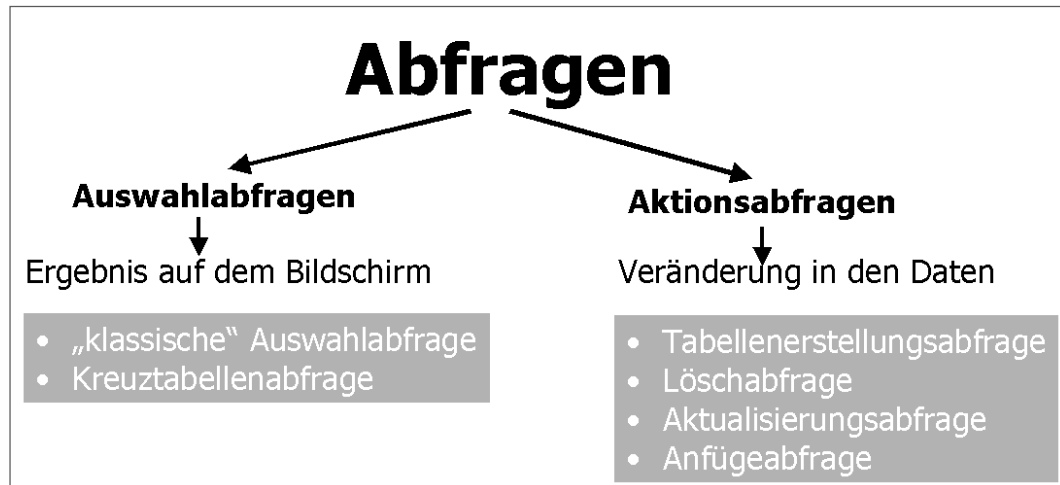 Abfragen
Auswahlabfragen
Ergebnis auf dem Bildschirm
• „klassische“ Auswahlabfrage
• Kreuztabellenabfrage
Aktionsabfragen
Veränderung in den Daten
• Tabellenerstellungsabfrage
• Löschabfrage
• Aktualisierungsabfrage
• Anfügeabfrage